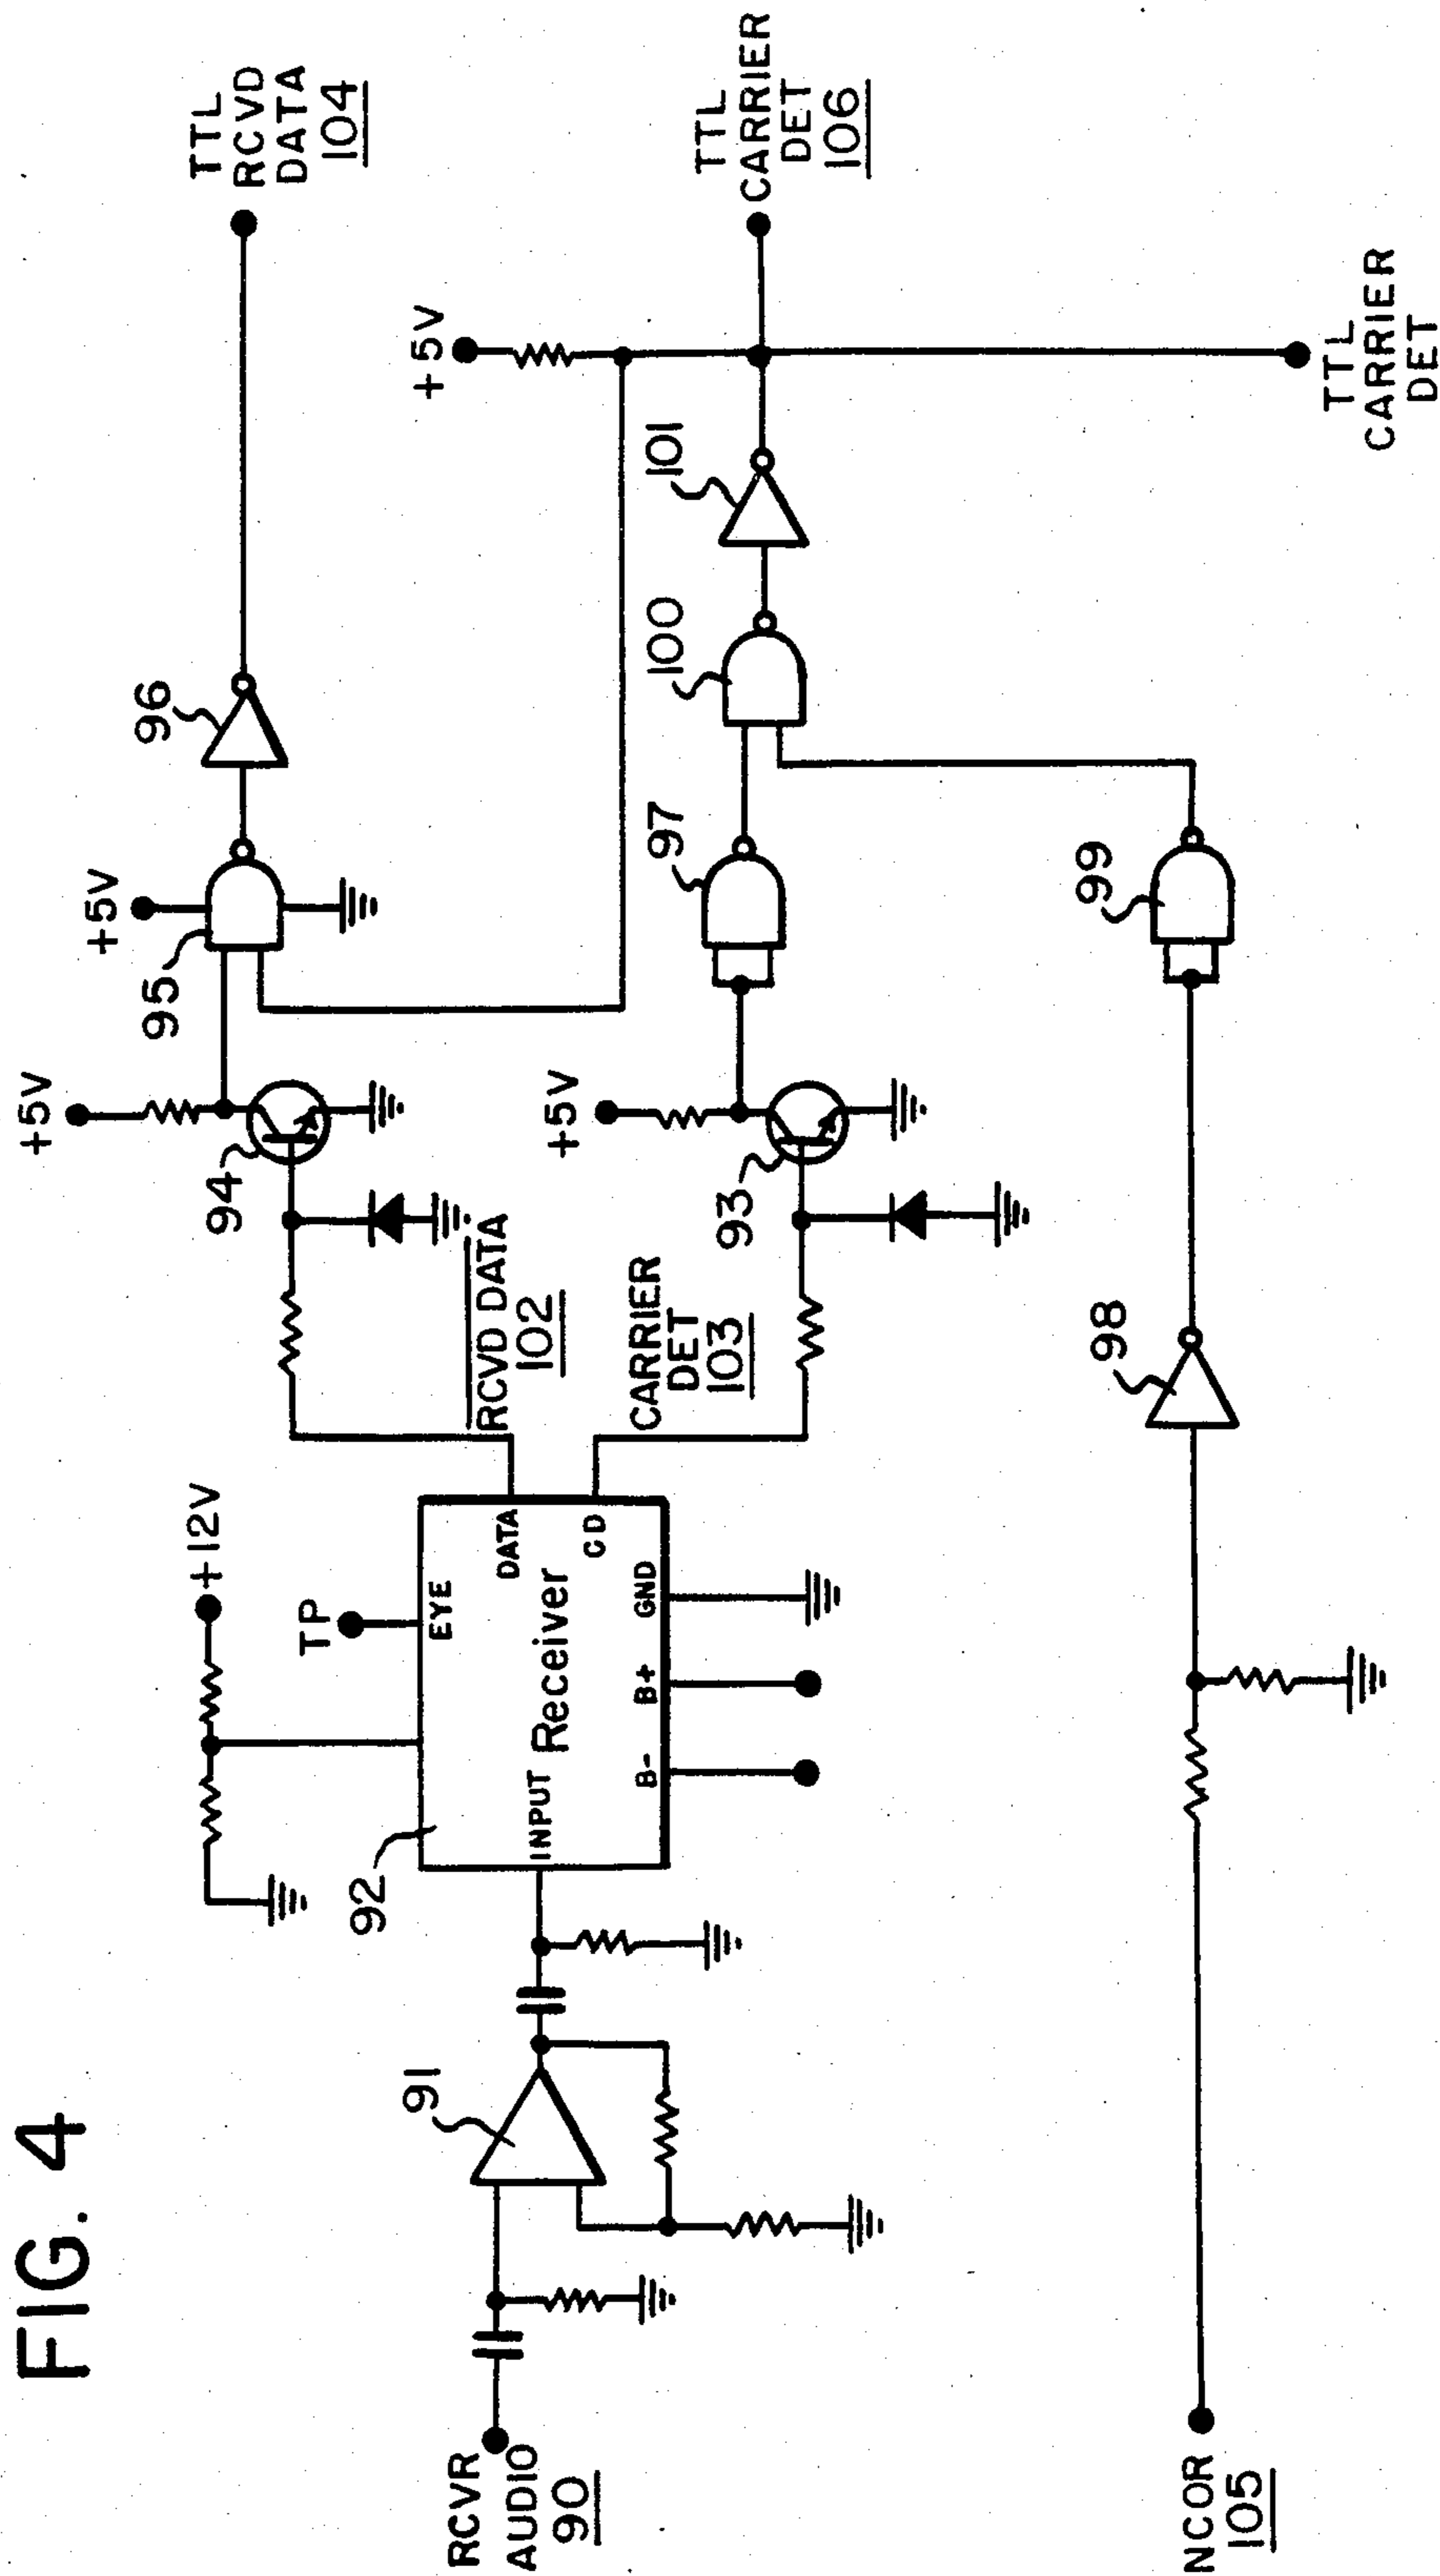 FIG. 4
RCVR
AUDIO
90
91
92
INPUT
Receiver
EYE
DATA
CD
B-
B+
GND
TP
+12V
RCVD DATA
102
CARRIER
DET
103
94
+5V
93
+5V
95
+5V
96
97
100
101
+5V
TTL
RCVD
DATA
104
TTL
CARRIER
DET
106
TTL
CARRIER
DET
NCOR
105
98
99